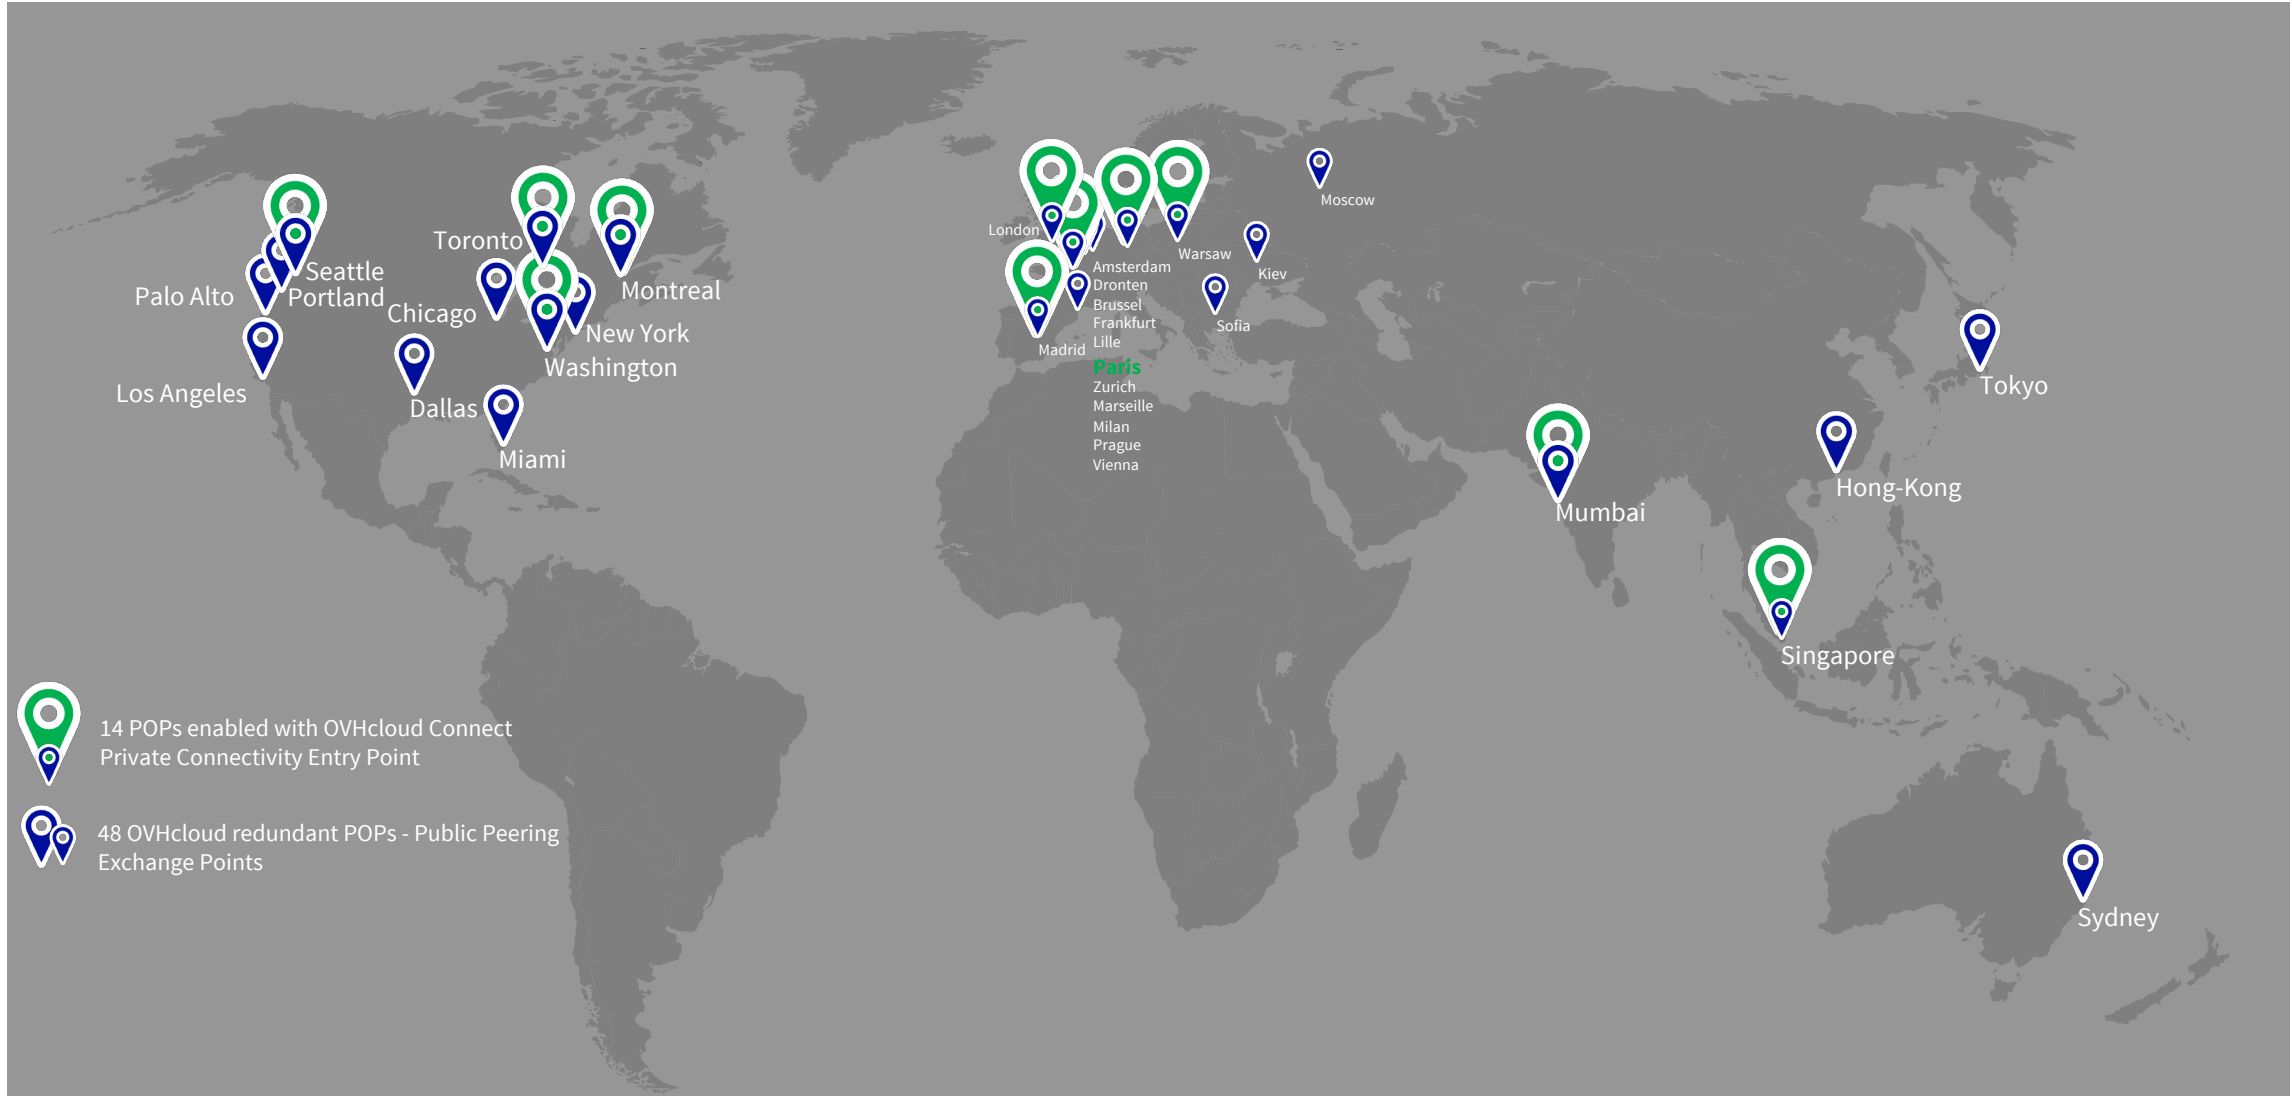 Moscow
London
Toronto
Warsaw
Amsterdam
Seattle
Kiev
Dronten
Palo Alto
Portland
Montreal
Brussel
Chicago
Frankfurt
Sofia
New York
Lille
Madrid
Washington
Paris
Tokyo
Zurich
Los Angeles
Marseille
Dallas
Milan
Prague
Miami
Vienna
Hong-Kong
Mumbai
Singapore
14 POPs enabled with OVHcloud Connect
Private Connectivity Entry Point
48 OVHcloud redundant POPs - Public Peering
Exchange Points
Sydney